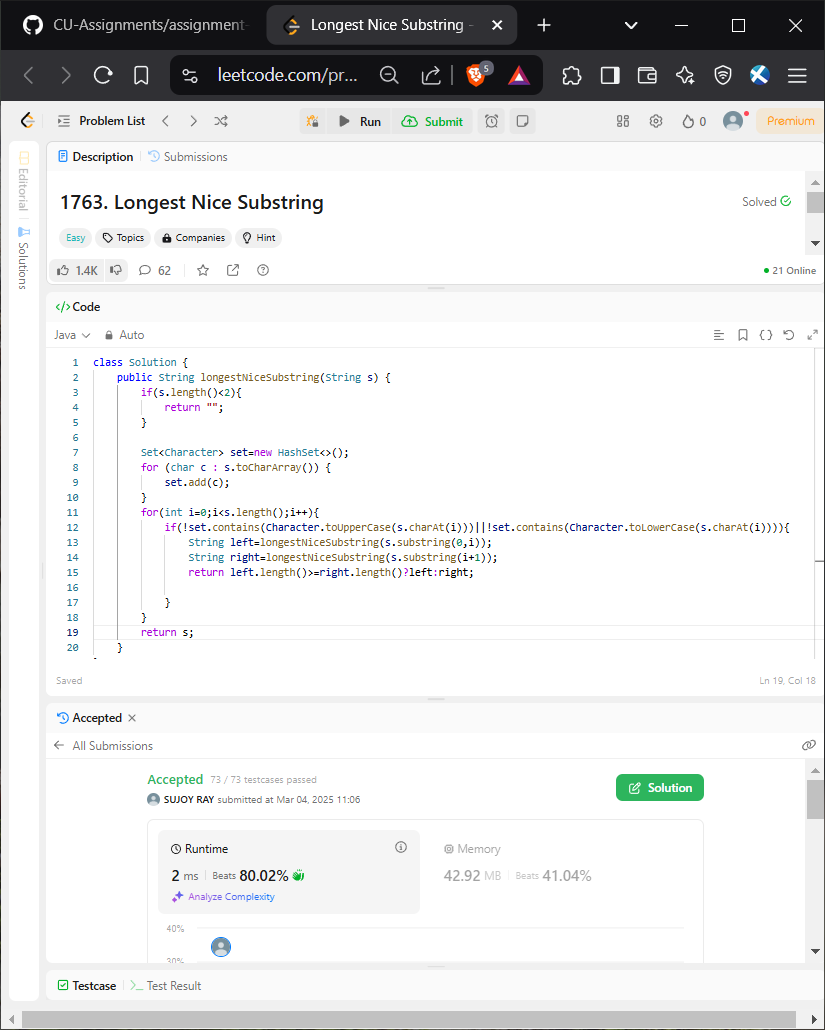 CU-Assignments/assignment-
Longest Nice Substring -
leetcode.com/pr...
5
Problem List
Run
Submit
0
Premium
Editorial
Solutions
Description
Submissions
1763. Longest Nice Substring
Solved
Easy
Topics
Companies
Hint
1.4K
62
21 Online
</>Code
Java
Auto
1 class Solution {
2     public String longestNiceSubstring(String s) {
3         if(s.length()<2){
4             return "";
5         }
6
7         Set<Character> set=new HashSet<>();
8         for (char c : s.toCharArray()) {
9             set.add(c);
10         }
11         for(int i=0;i<s.length();i++){
12             if(!set.contains(Character.toUpperCase(s.charAt(i)))||!set.contains(Character.toLowerCase(s.charAt(i)))){
13                 String left=longestNiceSubstring(s.substring(0,i));
14                 String right=longestNiceSubstring(s.substring(i+1));
15                 return left.length()>=right.length()?left:right;
16
17             }
18         }
19         return s;
20     }
Saved
Ln 19, Col 18
Accepted
All Submissions
Accepted 73 / 73 testcases passed
SUJOY RAY submitted at Mar 04, 2025 11:06
Solution
Runtime
2 ms Beats 80.02%
Analyze Complexity
Memory
42.92 MB Beats 41.04%
40%
30%
Testcase
Test Result